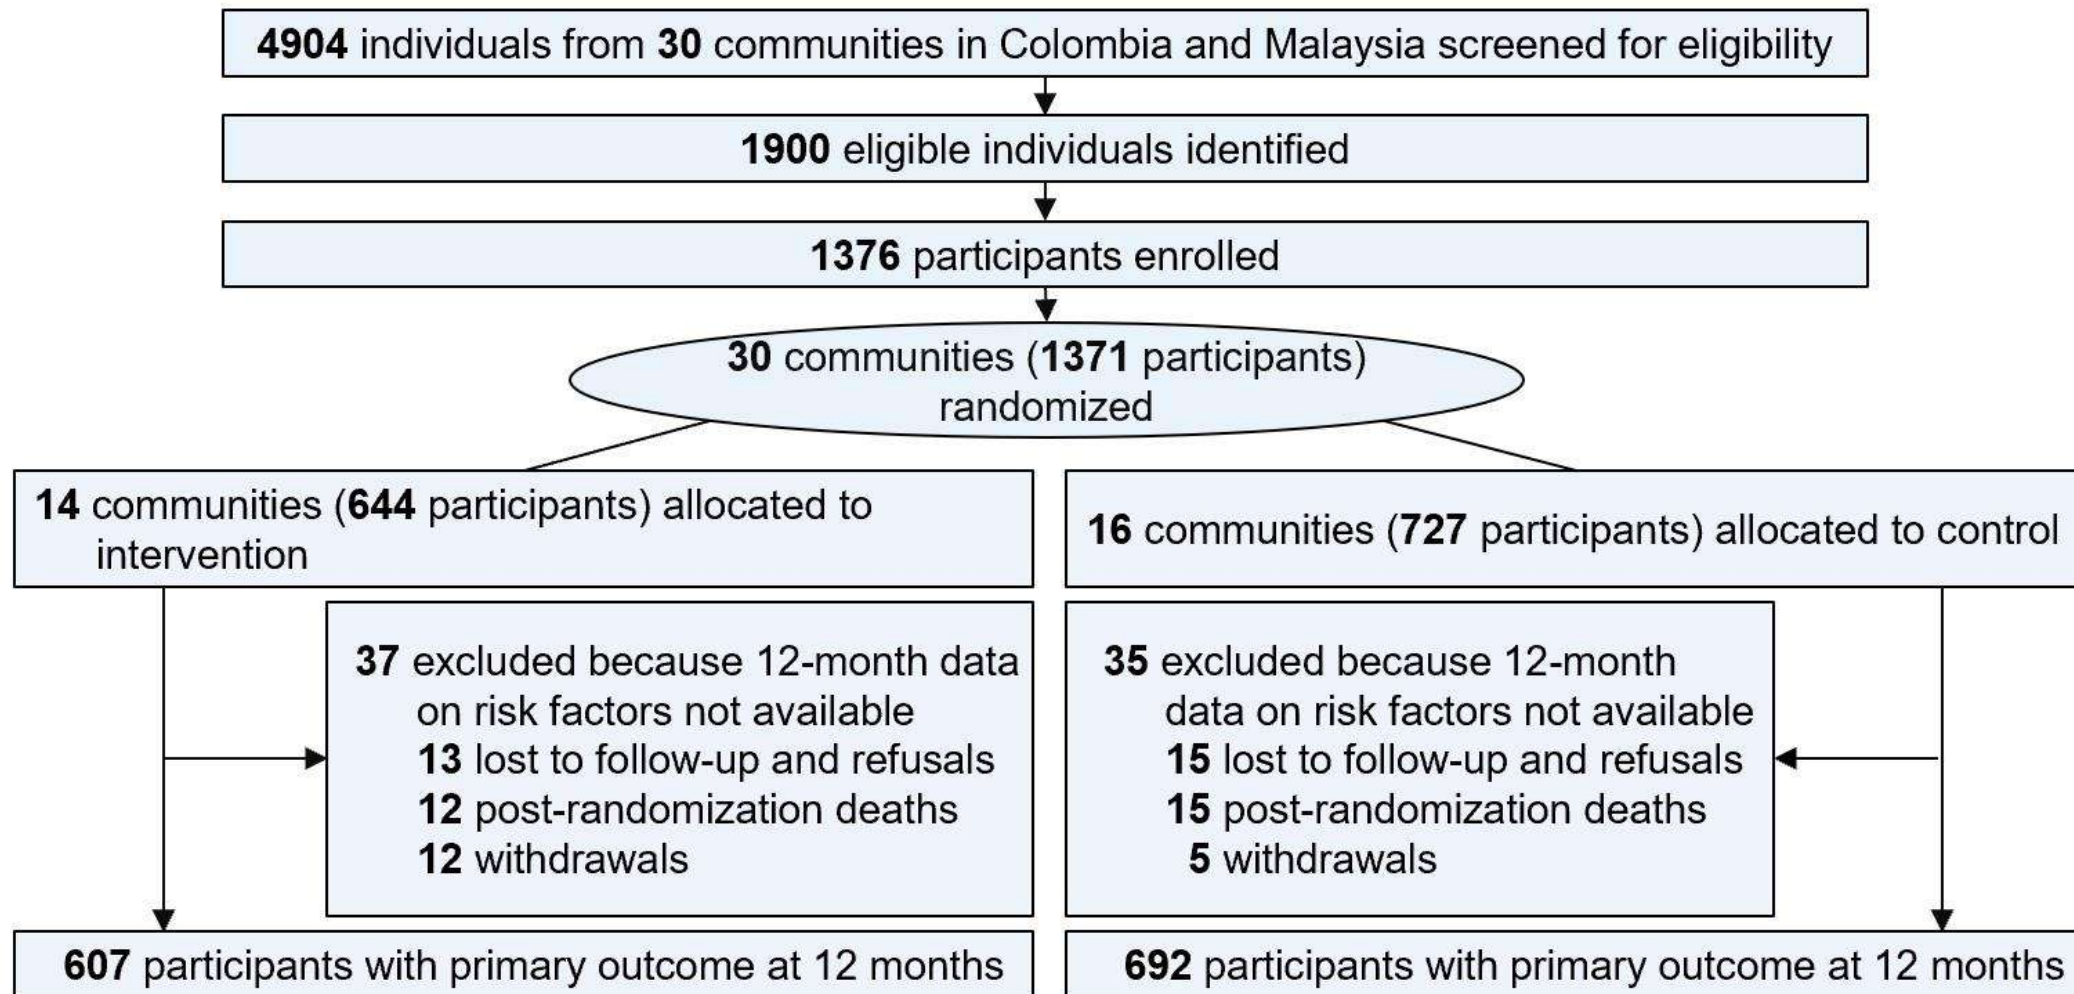 4904 individuals from 30 communities in Colombia and Malaysia screened for eligibility
1900 eligible individuals identified
1376 participants enrolled
30 communities (1371 participants)
randomized
14 communities (644 participants) allocated to
intervention
16 communities (727 participants) allocated to control
37 excluded because 12-month data
on risk factors not available
13 lost to follow-up and refusals
12 post-randomization deaths
12 withdrawals
35 excluded because 12-month
data on risk factors not available
15 lost to follow-up and refusals
15 post-randomization deaths
5 withdrawals
607 participants with primary outcome at 12 months
692 participants with primary outcome at 12 months